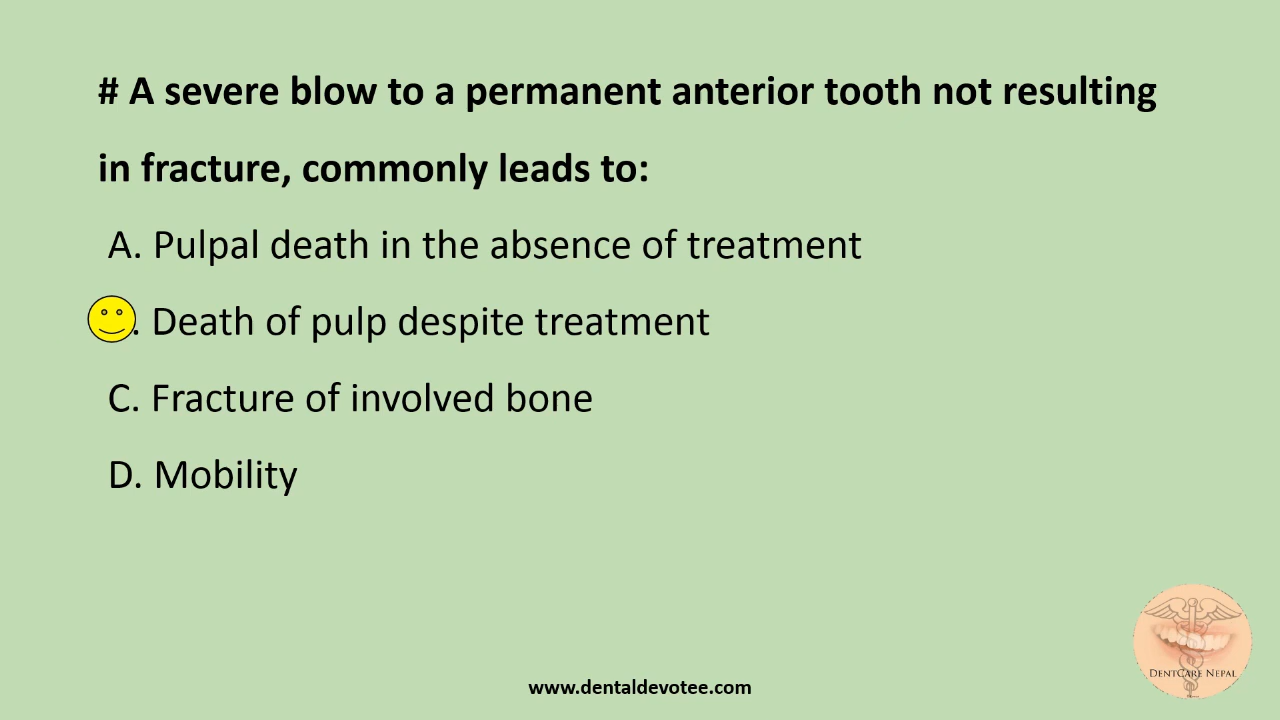 # A severe blow to a permanent anterior tooth not resulting
in fracture, commonly leads to:
A. Pulpal death in the absence of treatment
. Death of pulp despite treatment
C. Fracture of involved bone
D. Mobility
DENTCARE NEPAL
www.dentaldevotee.com